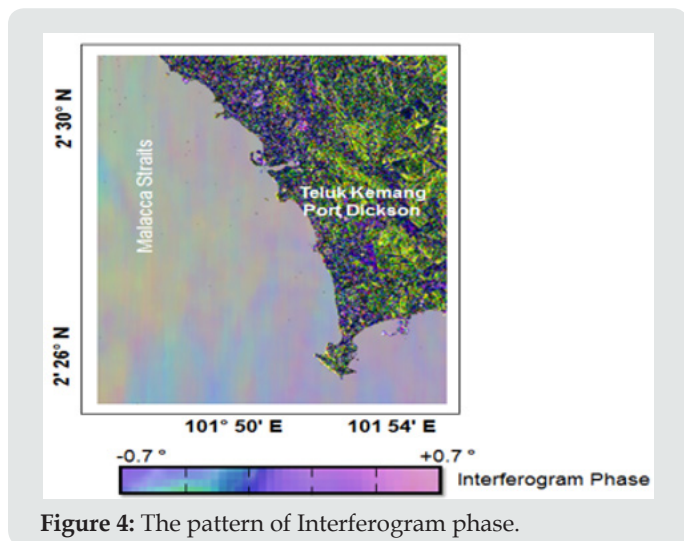 2' 30° N
Malacca Straits
Teluk Kemang
Port Dickson
2' 26° N
101° 50' E 101 54' E
-0.7 ° +0.7 °
Interferogram Phase
Figure 4: The pattern of Interferogram phase.